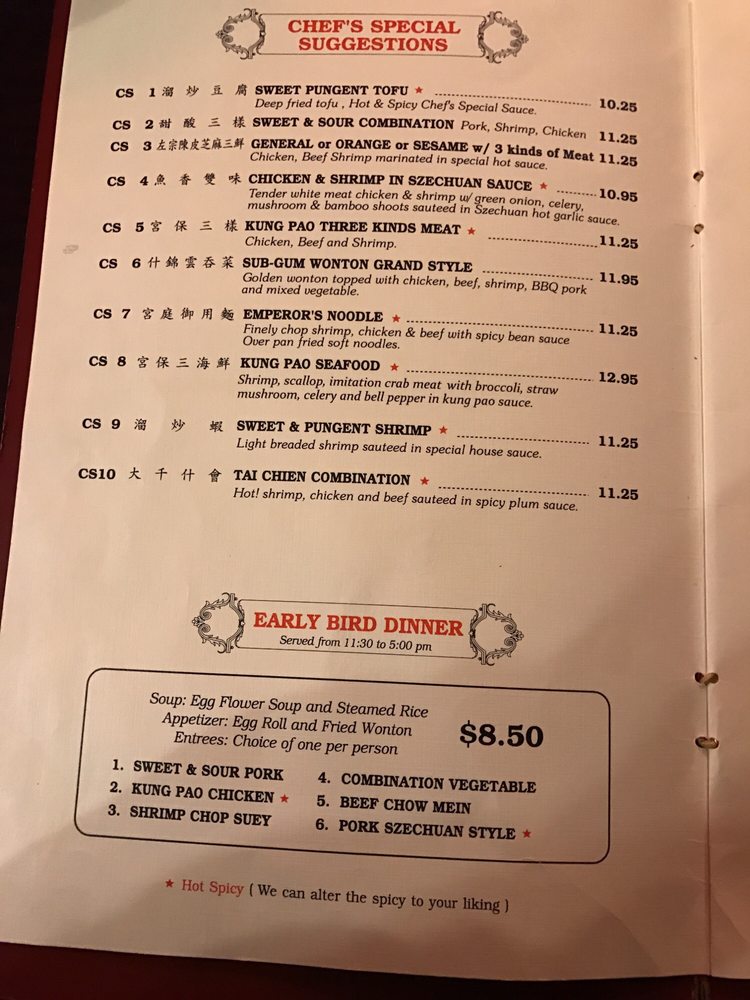 CHEF'S SPECIAL
SUGGESTIONS
CS 1 溜炒豆腐 SWEET PUNGENT TOFU ★ 10.25
Deep fried tofu , Hot & Spicy Chef's Special Sauce.
CS 2 甜酸三樣 SWEET & SOUR COMBINATION Pork, Shrimp, Chicken 11.25
CS 3 左宗陳皮芝麻三鮮 GENERAL or ORANGE or SESAME w/ 3 kinds of Meat 11.25
Chicken, Beef Shrimp marinated in special hot sauce.
CS 4 魚香雙味 CHICKEN & SHRIMP IN SZECHUAN SAUCE ★ 10.95
Tender white meat chicken & shrimp w/ green onion, celery,
mushroom & bamboo shoots sauteed in Szechuan hot garlic sauce.
CS 5 宮保三樣 KUNG PAO THREE KINDS MEAT ★ 11.25
Chicken, Beef and Shrimp.
CS 6 什錦雲吞菜 SUB-GUM WONTON GRAND STYLE 11.95
Golden wonton topped with chicken, beef, shrimp, BBQ pork
and mixed vegetable.
CS 7 宮庭御用麵 EMPEROR'S NOODLE ★ 11.25
Finely chop shrimp, chicken & beef with spicy bean sauce
Over pan fried soft noodles.
CS 8 宮保三海鮮 KUNG PAO SEAFOOD ★ 12.95
Shrimp, scallop, imitation crab meat with broccoli, straw
mushroom, celery and bell pepper in kung pao sauce.
CS 9 溜炒蝦 SWEET & PUNGENT SHRIMP ★ 11.25
Light breaded shrimp sauteed in special house sauce.
CS10 大千什會 TAI CHIEN COMBINATION ★ 11.25
Hot! shrimp, chicken and beef sauteed in spicy plum sauce.
EARLY BIRD DINNER
Served from 11:30 to 5:00 pm
Soup: Egg Flower Soup and Steamed Rice
Appetizer: Egg Roll and Fried Wonton
Entrees: Choice of one per person
$8.50
1. SWEET & SOUR PORK
2. KUNG PAO CHICKEN ★
3. SHRIMP CHOP SUEY
4. COMBINATION VEGETABLE
5. BEEF CHOW MEIN
6. PORK SZECHUAN STYLE ★
★ Hot Spicy ( We can alter the spicy to your liking )